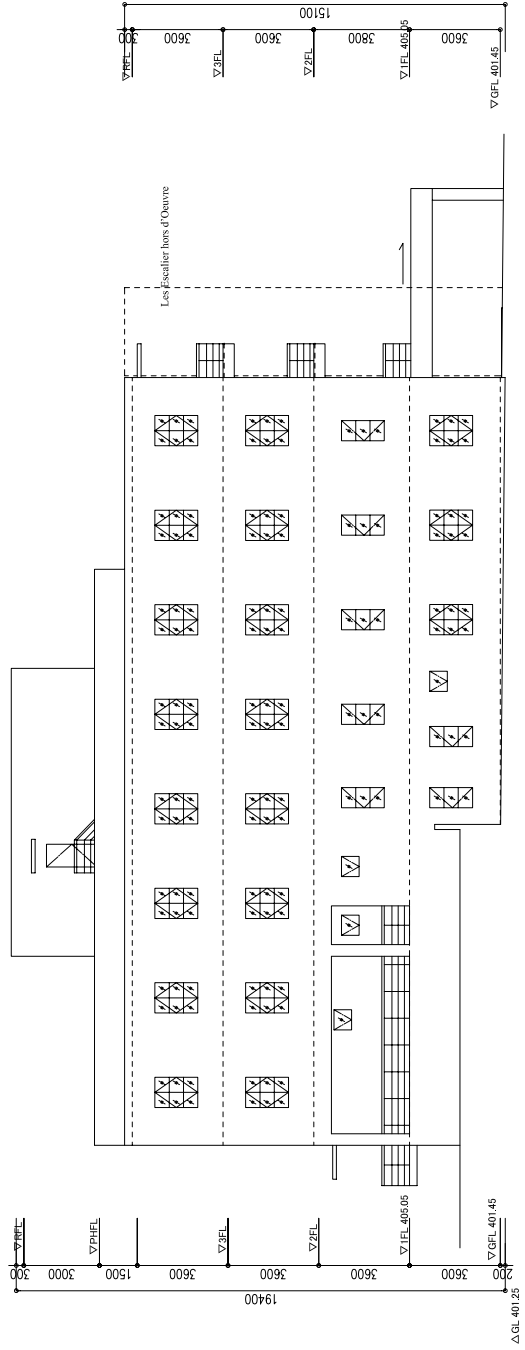 15100
300
3600
3600
3800
3600
▽RFL
▽3FL
▽2FL
▽1FL 405.05
▽GFL 401.45
Les Escalier hors d'Oeuvre
▽RFL
▽PHFL
▽3FL
▽2FL
▽1FL 405.05
▽GFL 401.45
300
3000
1500
3600
3600
3600
3600
200
19400
△GL 401.25